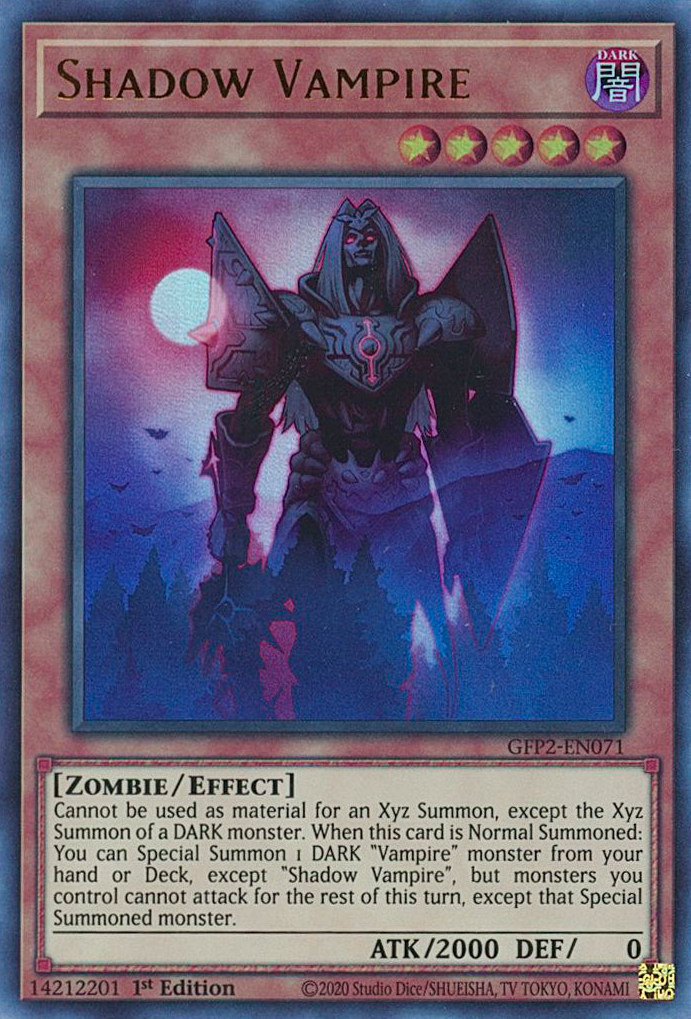 Shadow Vampire
DARK
闇
GFP2-EN071
[Zombie/Effect]
Cannot be used as material for an Xyz Summon, except the Xyz
Summon of a DARK monster. When this card is Normal Summoned:
You can Special Summon 1 DARK "Vampire" monster from your
hand or Deck, except "Shadow Vampire", but monsters you
control cannot attack for the rest of this turn, except that Special
Summoned monster.
ATK/2000 DEF/ 0
14212201 1st Edition ©2020 Studio Dice/SHUEISHA, TV TOKYO, KONAMI